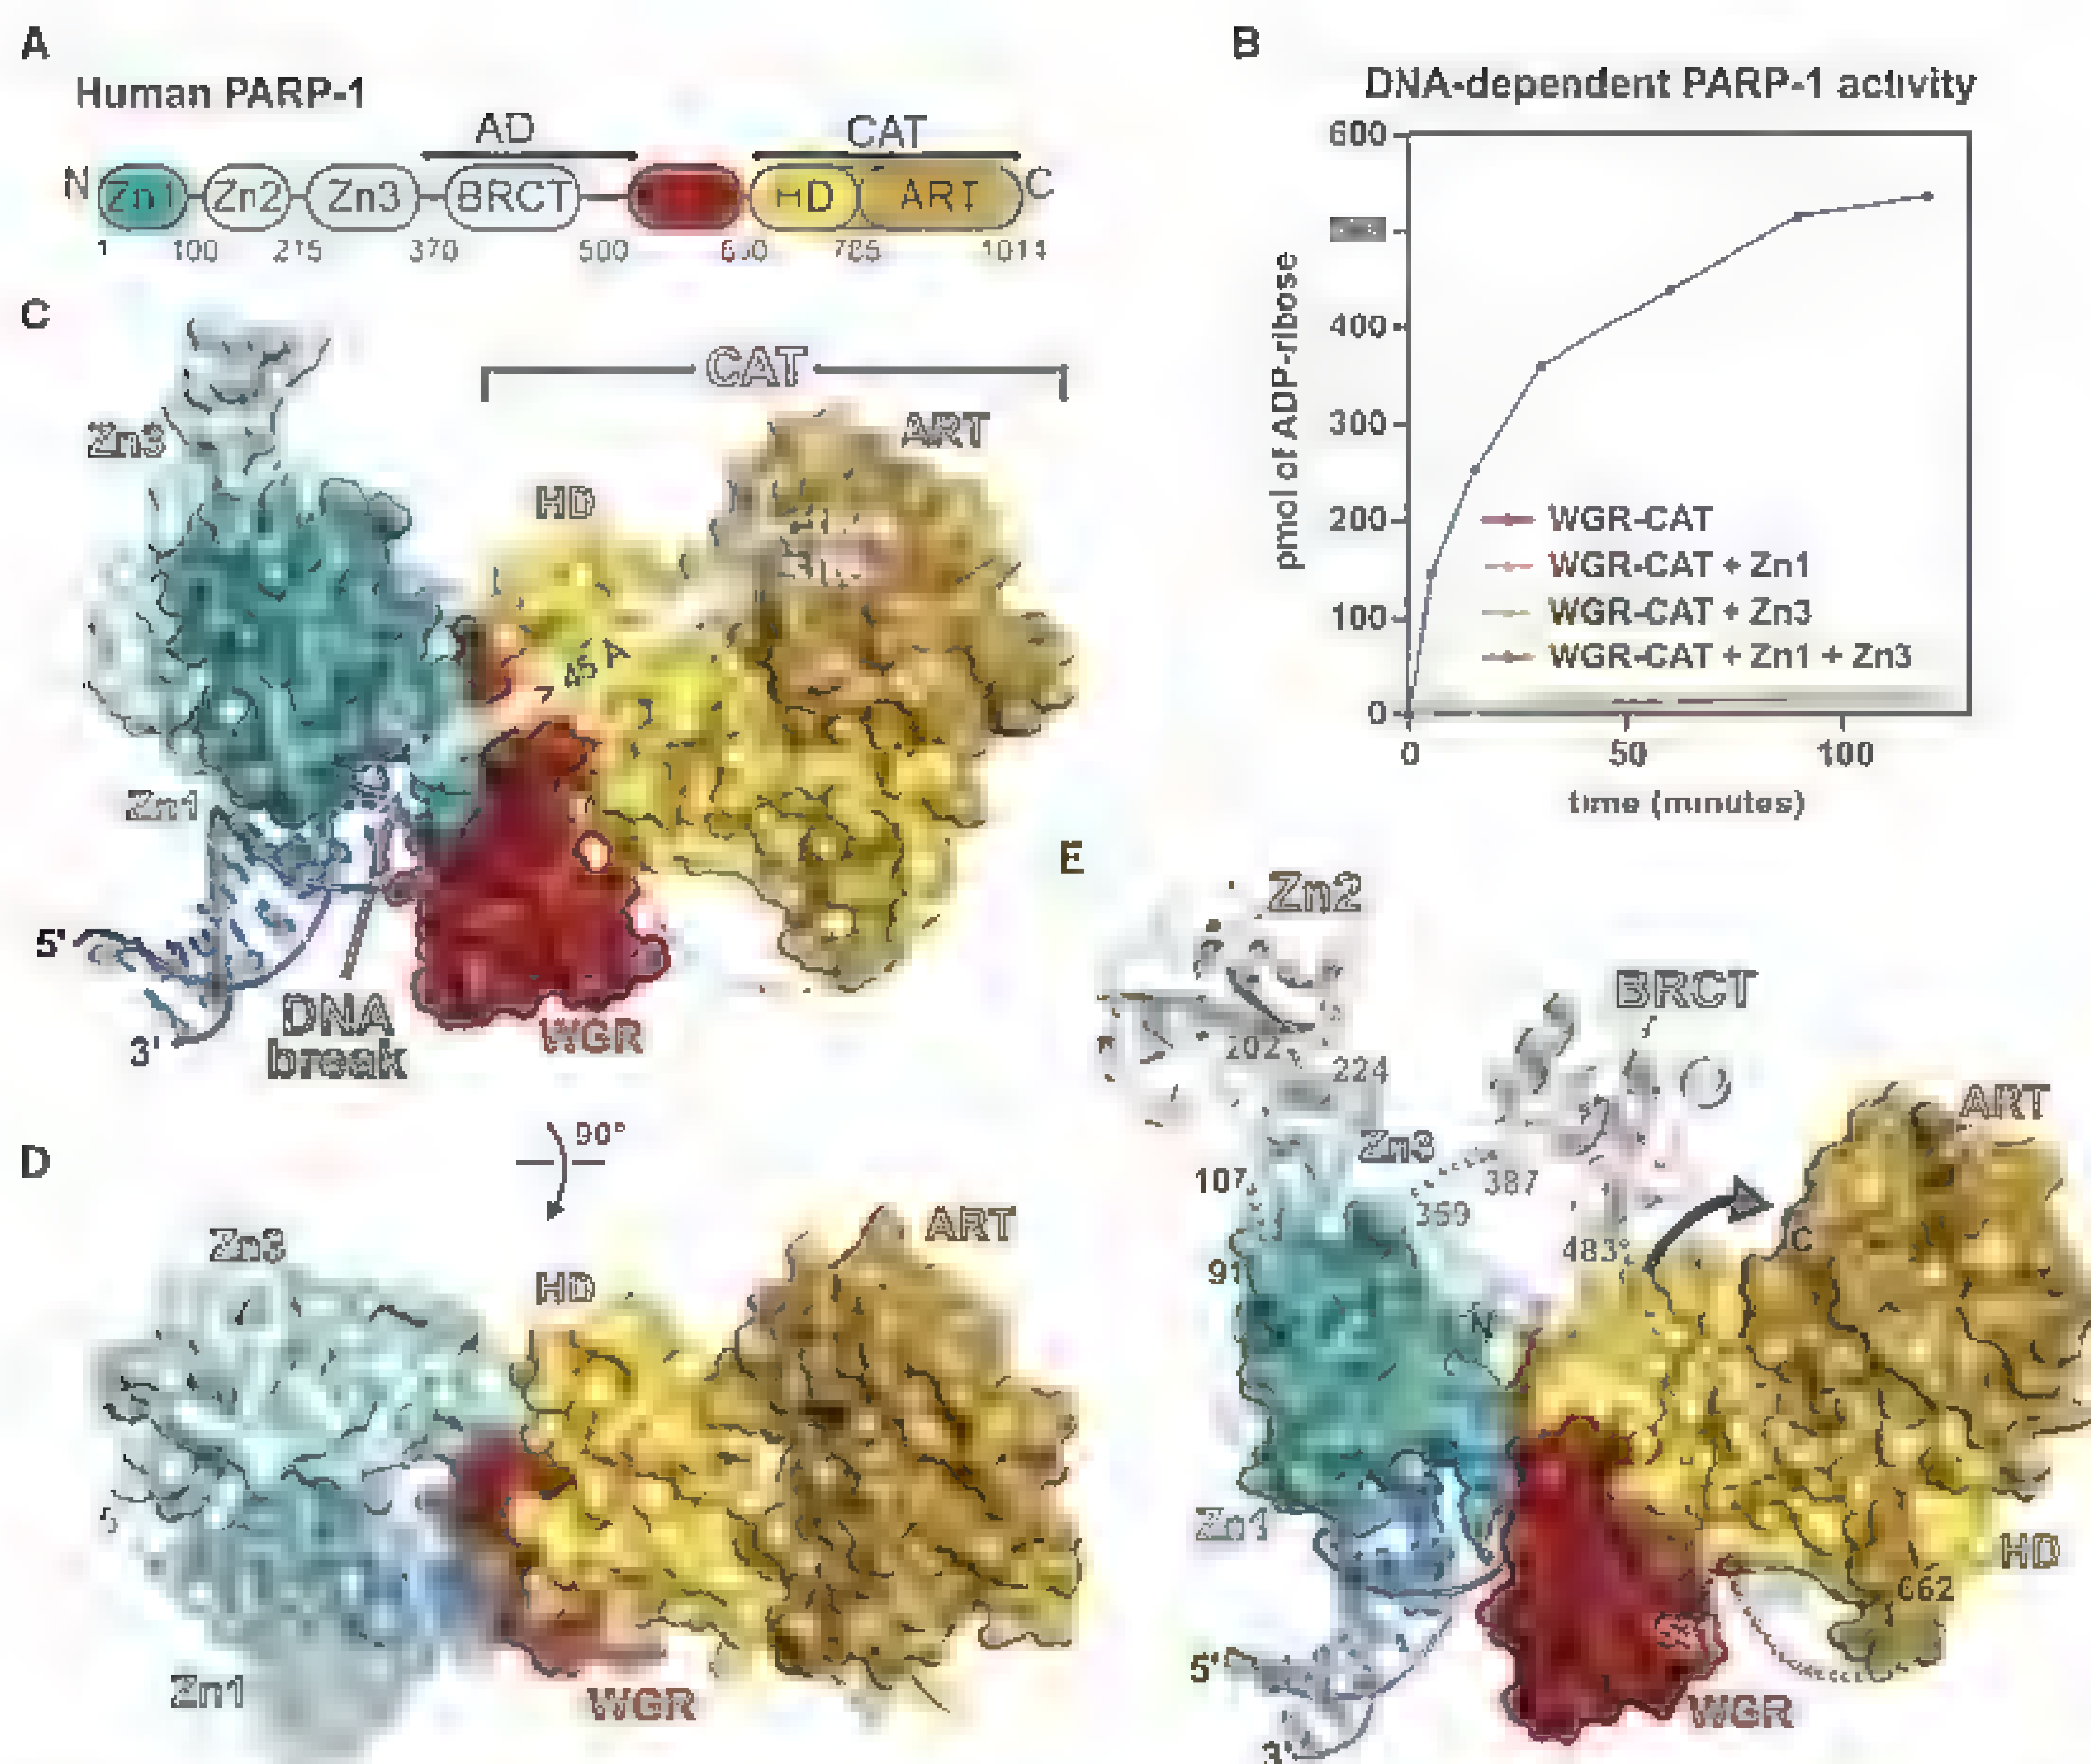 A
Human PARP-1
AD
CAT
N
Zn1
Zn2
Zn3
BRCT
HD
ART
C
1
100
215
370
500
1014
B
DNA-dependent PARP-1 activity
600
400
300
200
100
0
pmol of ADP-ribose
WGR-CAT
WGR-CAT + Zn1
WGR-CAT + Zn3
WGR-CAT + Zn1 + Zn3
0
50
100
time (minutes)
C
CAT
ART
Zn3
HD
45 Å
Zn1
5'
3'
DNA
break
WGR
90°
D
Zn3
HD
ART
Zn1
WGR
E
Zn2
BRCT
202
224
ART
Zn3
107
387
359
483
C
91
N
Zn1
HD
662
5'
WGR
3'